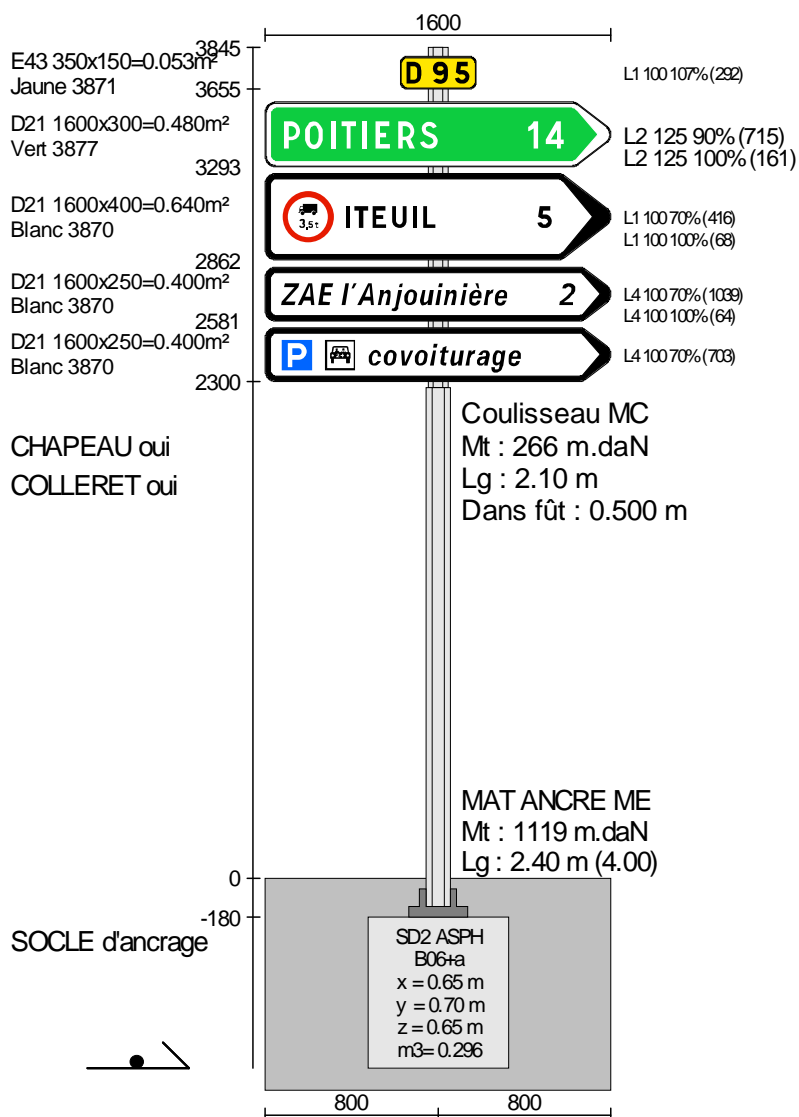 1600
3845
E43 350x150=0.053m²
Jaune 3871
D 95
L1 100 107% (292)
3655
D21 1600x300=0.480m²
Vert 3877
POITIERS 14
L2 125 90% (715)
L2 125 100% (161)
3293
D21 1600x400=0.640m²
Blanc 3870
3,5t
ITEUIL 5
L1 100 70% (416)
L1 100 100% (68)
2862
D21 1600x250=0.400m²
Blanc 3870
ZAE l'Anjouinière 2
L4 100 70% (1039)
L4 100 100% (64)
2581
D21 1600x250=0.400m²
Blanc 3870
P covoiturage
L4 100 70% (703)
2300
CHAPEAU oui
COLLERET oui
Coulisseau MC
Mt : 266 m.daN
Lg : 2.10 m
Dans fût : 0.500 m
MAT ANCRE ME
Mt : 1119 m.daN
Lg : 2.40 m (4.00)
0
-180
SOCLE d'ancrage
SD2 ASPH
B06+a
x = 0.65 m
y = 0.70 m
z = 0.65 m
m3= 0.296
800 800